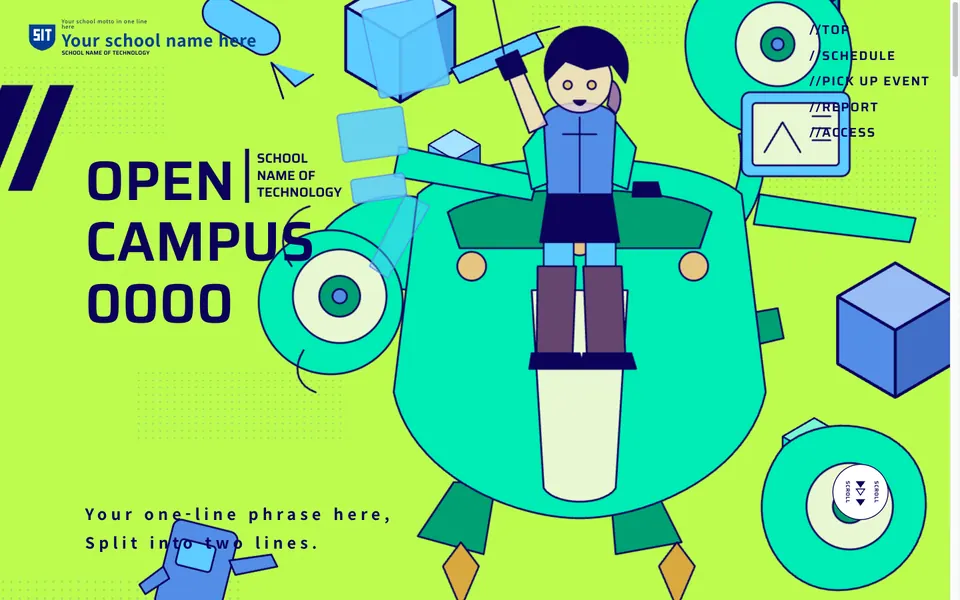 Your school motto in one line
here
SIT
Your school name here
SCHOOL NAME OF TECHNOLOGY
//TOP
//SCHEDULE
//PICK UP EVENT
//REPORT
//ACCESS
OPEN
SCHOOL
NAME OF
TECHNOLOGY
CAMPUS
0000
Your one-line phrase here,
Split into two lines.
SCROLL
SCROLL